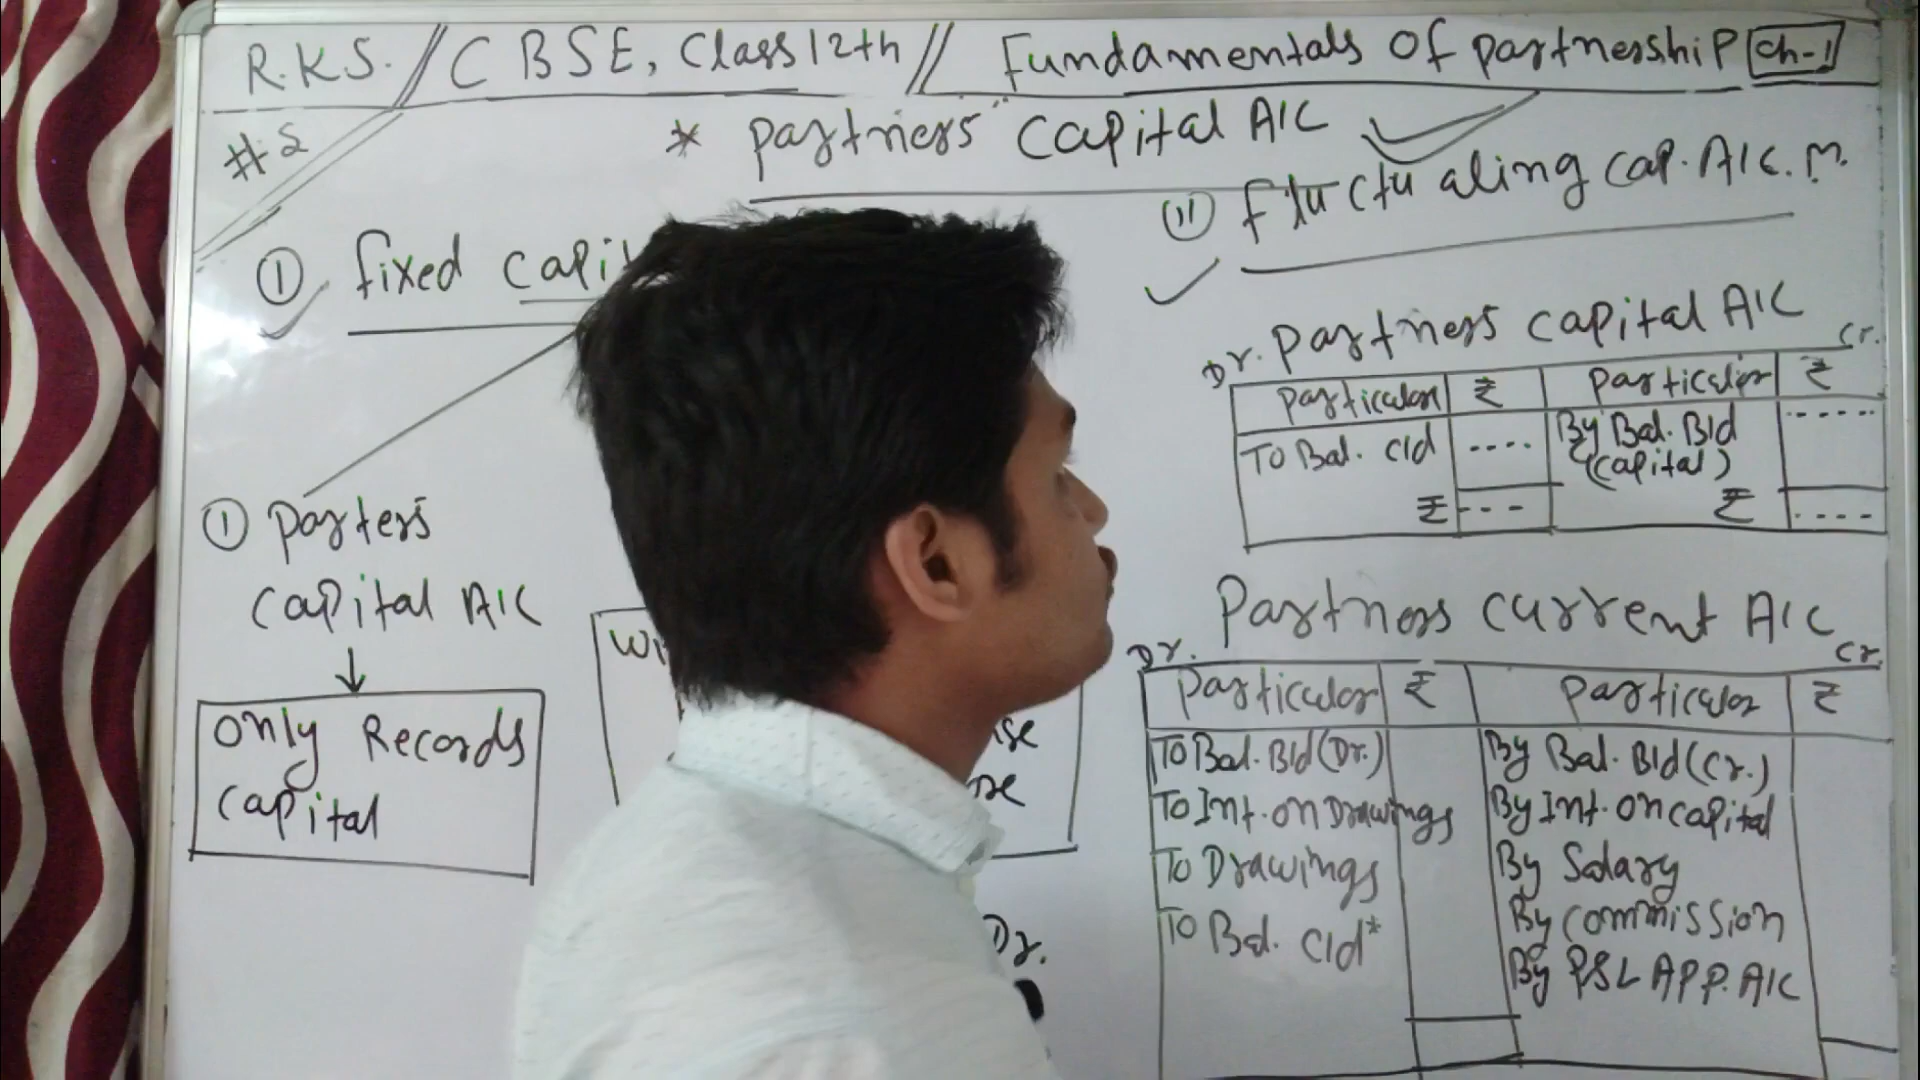 R.K.S. // CBSE, Class 12th // Fundamentals Of Partnership Ch-1
#2
* Partners Capital A/C
(I) Fixed
(II) Fluctuating Cap. A/C. M.
(I) Parters
Capital A/C
Only Records
Capital
Dr.
Partners Capital A/C
Dr. Cr.
Particular ₹ Particular ₹
To Bal. C/d .... By Bal. B/d .....
(Capital)
₹ --- ₹ ....
Partners Current A/C
Dr. Cr.
Particular ₹ Particular ₹
To Bal. B/d (Dr.) By Bal. B/d (Cr.)
To Int. on Drawings By Int. on Capital
To Drawings By Salary
To Bal. C/d* By Commission
By P&L APP. A/C